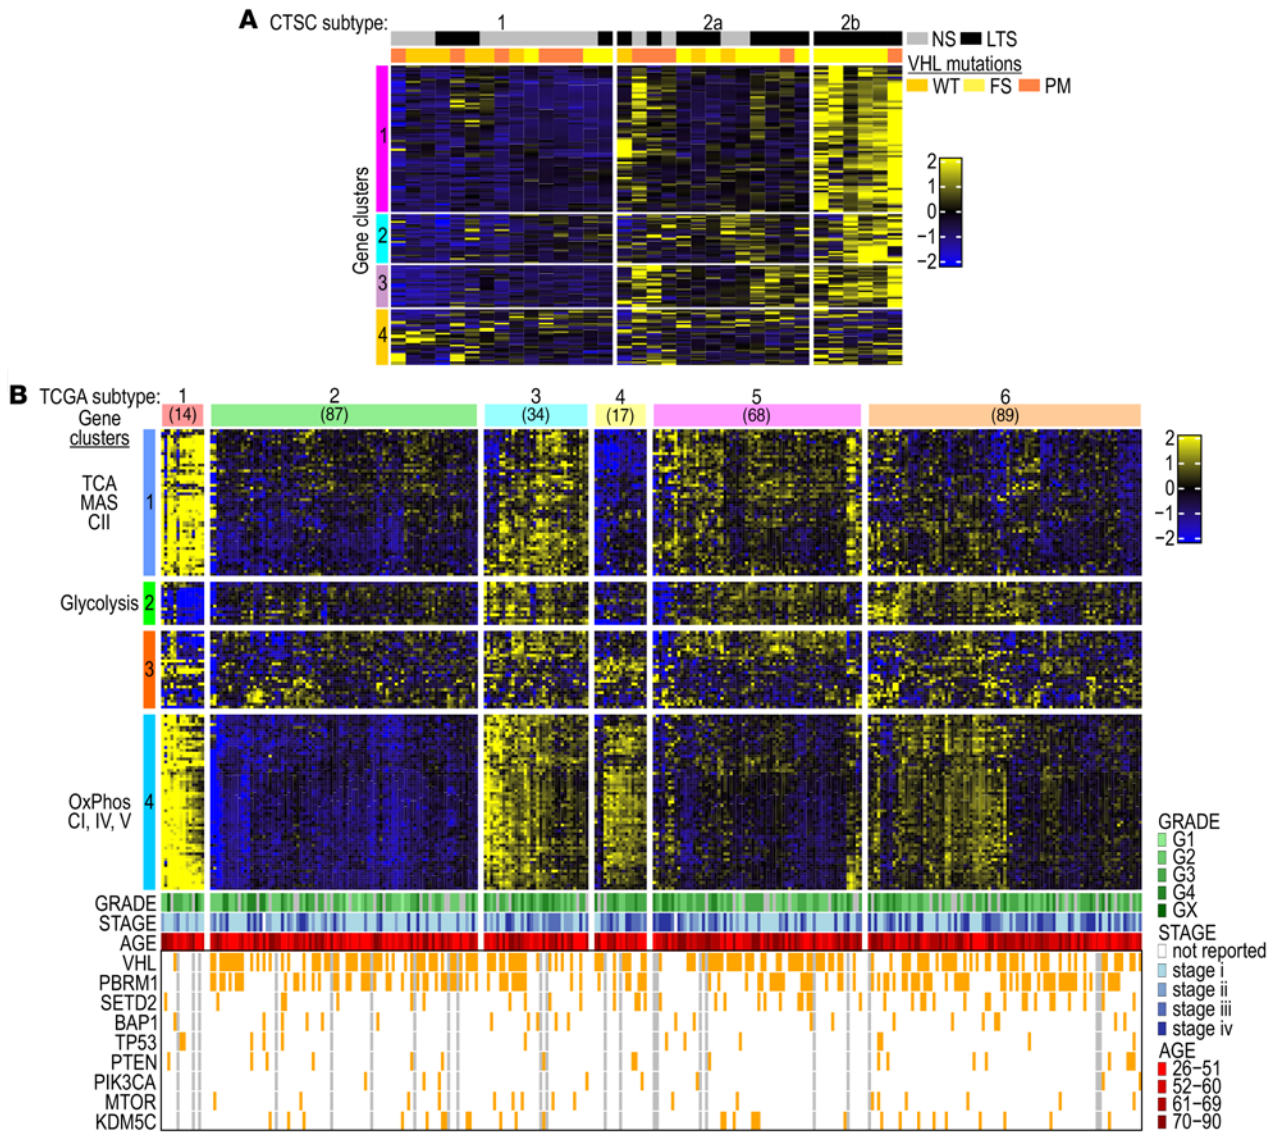 A CTSC subtype: 1 2a 2b
NS LTS
VHL mutations
WT FS PM
Gene clusters
1
2
3
4
2
1
0
−1
−2
B TCGA subtype: 1 2 3 4 5 6
Gene clusters
(14) (87) (34) (17) (68) (89)
TCA
MAS
CII
1
Glycolysis 2
3
OxPhos
CI, IV, V
4
2
1
0
−1
−2
GRADE
STAGE
AGE
VHL
PBRM1
SETD2
BAP1
TP53
PTEN
PIK3CA
MTOR
KDM5C
GRADE
G1
G2
G3
G4
GX
STAGE
not reported
stage i
stage ii
stage iii
stage iv
AGE
26−51
52−60
61−69
70−90